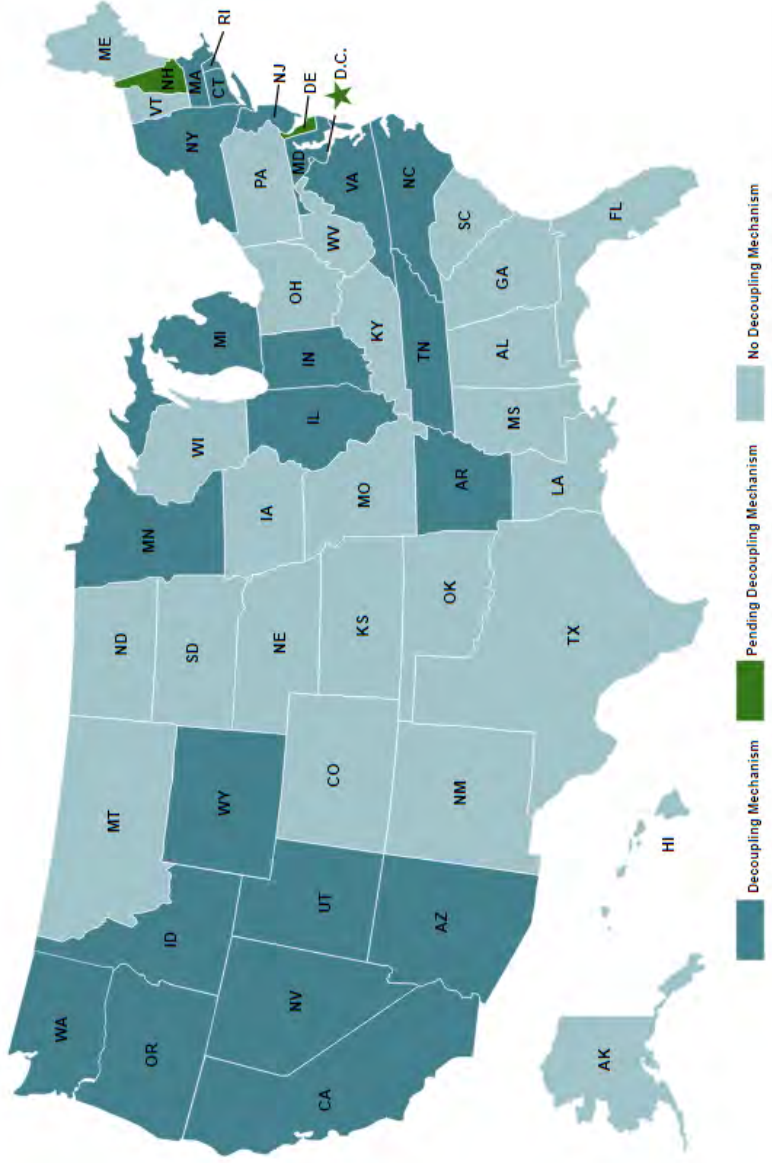 WA
OR
CA
NV
ID
MT
WY
UT
AZ
CO
NM
ND
SD
NE
KS
OK
TX
MN
IA
MO
AR
LA
WI
IL
MI
IN
OH
KY
TN
MS
AL
GA
FL
SC
NC
VA
WV
PA
NY
VT
NH
ME
MA
RI
CT
NJ
DE
MD
D.C.
AK
HI
Decoupling Mechanism
Pending Decoupling Mechanism
No Decoupling Mechanism